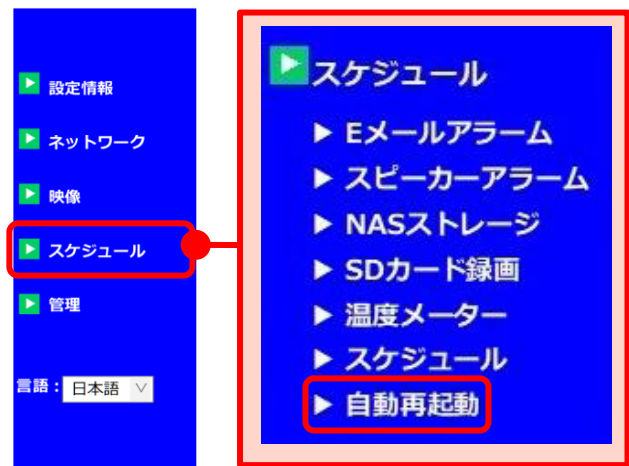 設定情報
ネットワーク
映像
スケジュール
管理
言語：日本語
スケジュール
Eメールアラーム
スピーカーアラーム
NASストレージ
SDカード録画
温度メーター
スケジュール
自動再起動